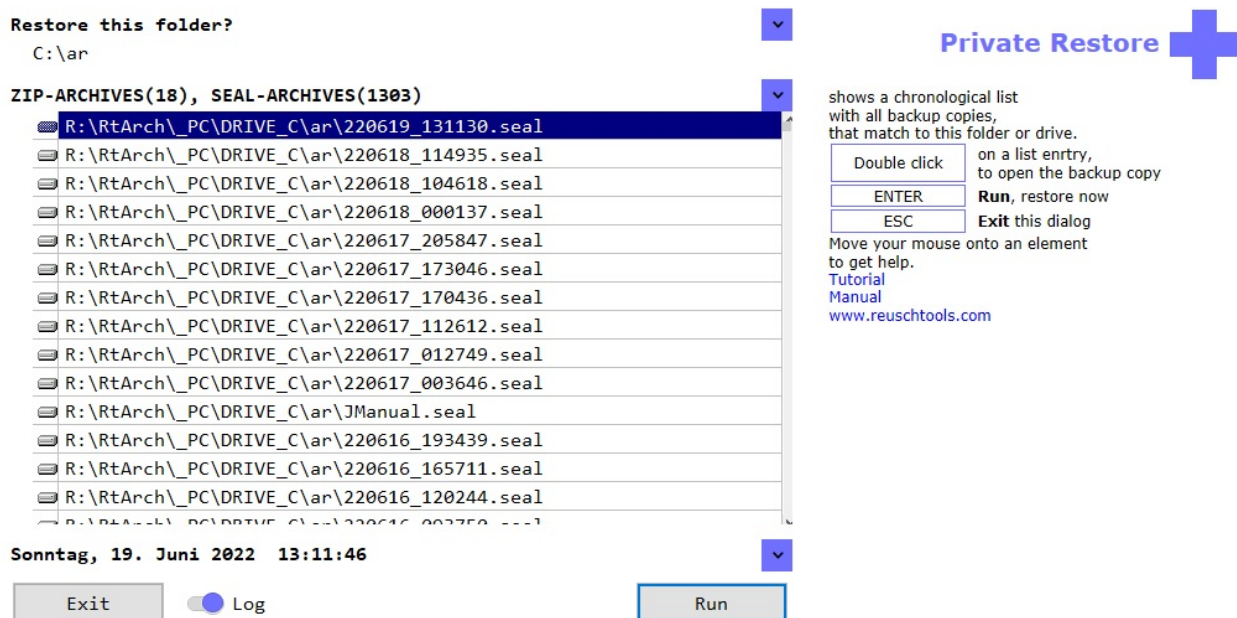 Restore this folder?
C:\ar
ZIP-ARCHIVES(18), SEAL-ARCHIVES(1303)
R:\RtArch\_PC\DRIVE_C\ar\220619_131130.seal
R:\RtArch\_PC\DRIVE_C\ar\220618_114935.seal
R:\RtArch\_PC\DRIVE_C\ar\220618_104618.seal
R:\RtArch\_PC\DRIVE_C\ar\220618_000137.seal
R:\RtArch\_PC\DRIVE_C\ar\220617_205847.seal
R:\RtArch\_PC\DRIVE_C\ar\220617_173046.seal
R:\RtArch\_PC\DRIVE_C\ar\220617_170436.seal
R:\RtArch\_PC\DRIVE_C\ar\220617_112612.seal
R:\RtArch\_PC\DRIVE_C\ar\220617_012749.seal
R:\RtArch\_PC\DRIVE_C\ar\220617_003646.seal
R:\RtArch\_PC\DRIVE_C\ar\JManual.seal
R:\RtArch\_PC\DRIVE_C\ar\220616_193439.seal
R:\RtArch\_PC\DRIVE_C\ar\220616_165711.seal
R:\RtArch\_PC\DRIVE_C\ar\220616_120244.seal
Sonntag, 19. Juni 2022 13:11:46
Exit
Log
Run
Private Restore
shows a chronological list
with all backup copies,
that match to this folder or drive.
Double click
on a list enrtry,
to open the backup copy
ENTER
Run, restore now
ESC
Exit this dialog
Move your mouse onto an element
to get help.
Tutorial
Manual
www.reuschtools.com